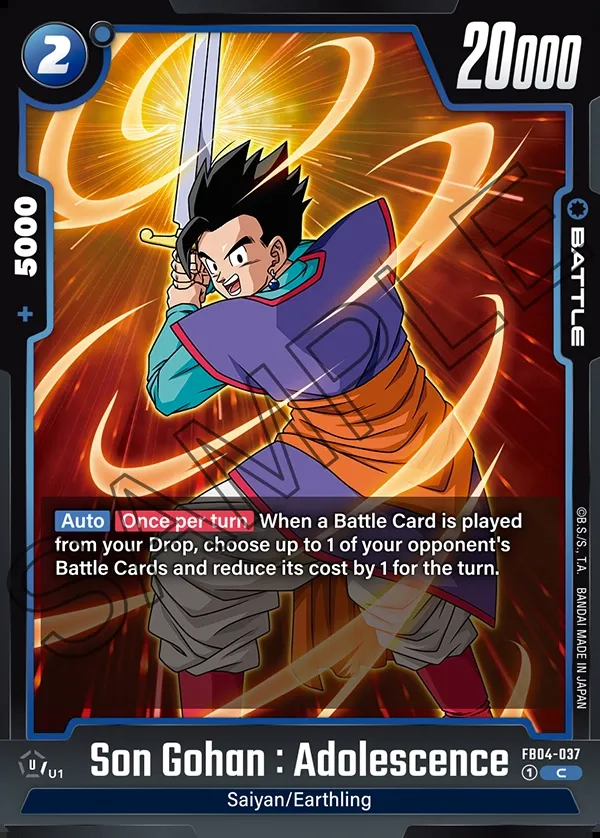 2
20000
+ 5000
BATTLE
Auto Once per turn When a Battle Card is played
from your Drop, choose up to 1 of your opponent's
Battle Cards and reduce its cost by 1 for the turn.
SAMPLE
©B.S./S., T.A. BANDAI MADE IN JAPAN
U/U1
Son Gohan : Adolescence
FB04-037
1 C
Saiyan/Earthling